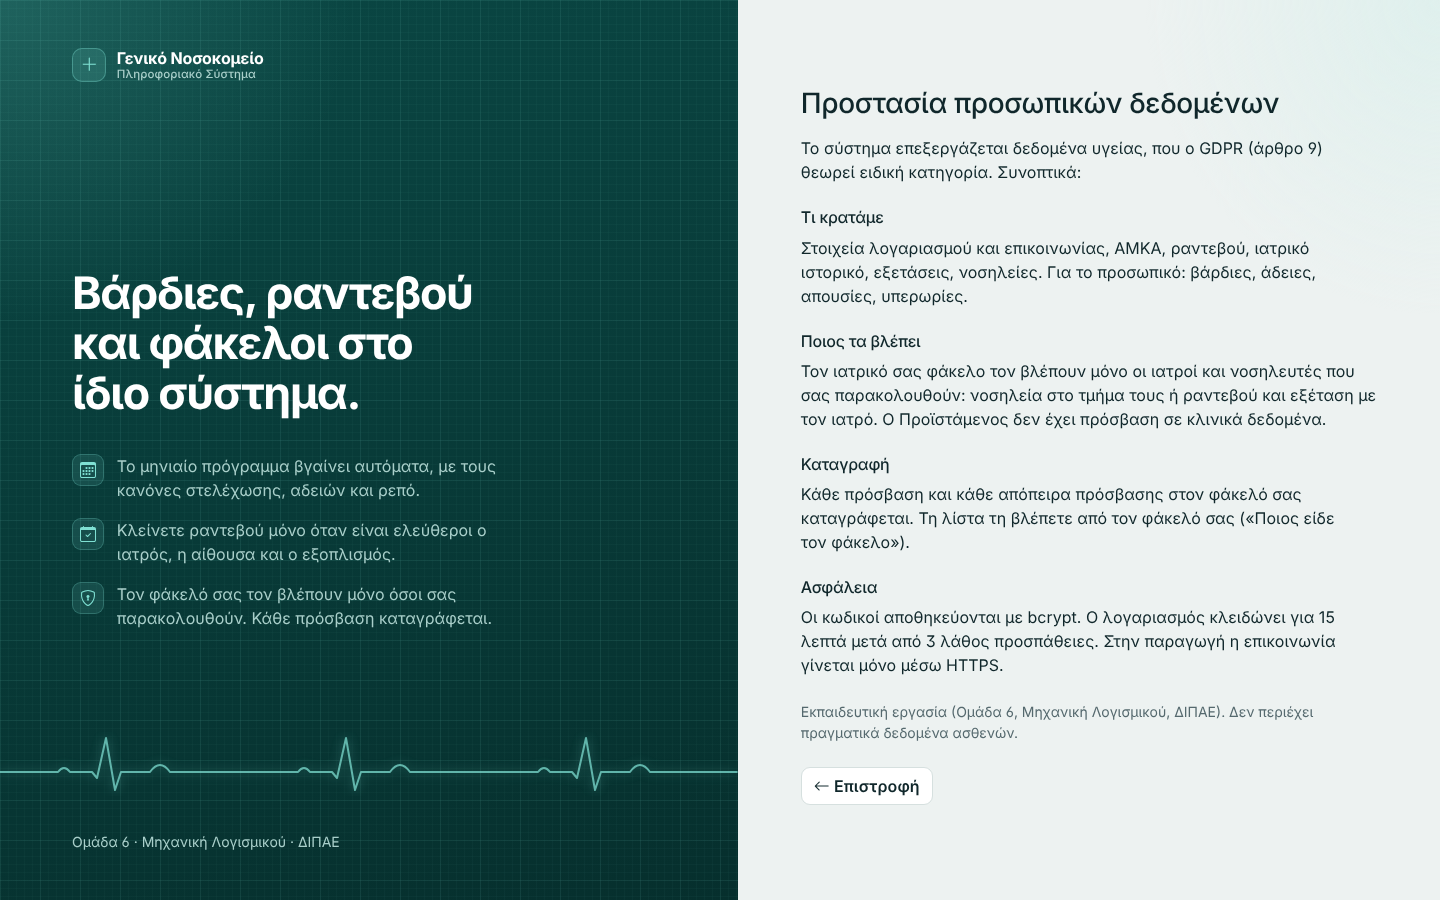 Γενικό Νοσοκομείο
Πληροφοριακό Σύστημα
Βάρδιες, ραντεβού
και φάκελοι στο
ίδιο σύστημα.
Το μηνιαίο πρόγραμμα βγαίνει αυτόματα, με τους
κανόνες στελέχωσης, αδειών και ρεπό.
Κλείνετε ραντεβού μόνο όταν είναι ελεύθεροι ο
ιατρός, η αίθουσα και ο εξοπλισμός.
Τον φάκελό σας τον βλέπουν μόνο όσοι σας
παρακολουθούν. Κάθε πρόσβαση καταγράφεται.
Ομάδα 6 · Μηχανική Λογισμικού · ΔΙΠΑΕ
Προστασία προσωπικών δεδομένων
Το σύστημα επεξεργάζεται δεδομένα υγείας, που ο GDPR (άρθρο 9)
θεωρεί ειδική κατηγορία. Συνοπτικά:
Τι κρατάμε
Στοιχεία λογαριασμού και επικοινωνίας, ΑΜΚΑ, ραντεβού, ιατρικό
ιστορικό, εξετάσεις, νοσηλείες. Για το προσωπικό: βάρδιες, άδειες,
απουσίες, υπερωρίες.
Ποιος τα βλέπει
Τον ιατρικό σας φάκελο τον βλέπουν μόνο οι ιατροί και νοσηλευτές που
σας παρακολουθούν: νοσηλεία στο τμήμα τους ή ραντεβού και εξέταση με
τον ιατρό. Ο Προϊστάμενος δεν έχει πρόσβαση σε κλινικά δεδομένα.
Καταγραφή
Κάθε πρόσβαση και κάθε απόπειρα πρόσβασης στον φάκελό σας
καταγράφεται. Τη λίστα τη βλέπετε από τον φάκελό σας («Ποιος είδε
τον φάκελο»).
Ασφάλεια
Οι κωδικοί αποθηκεύονται με bcrypt. Ο λογαριασμός κλειδώνει για 15
λεπτά μετά από 3 λάθος προσπάθειες. Στην παραγωγή η επικοινωνία
γίνεται μόνο μέσω HTTPS.
Εκπαιδευτική εργασία (Ομάδα 6, Μηχανική Λογισμικού, ΔΙΠΑΕ). Δεν περιέχει
πραγματικά δεδομένα ασθενών.
← Επιστροφή